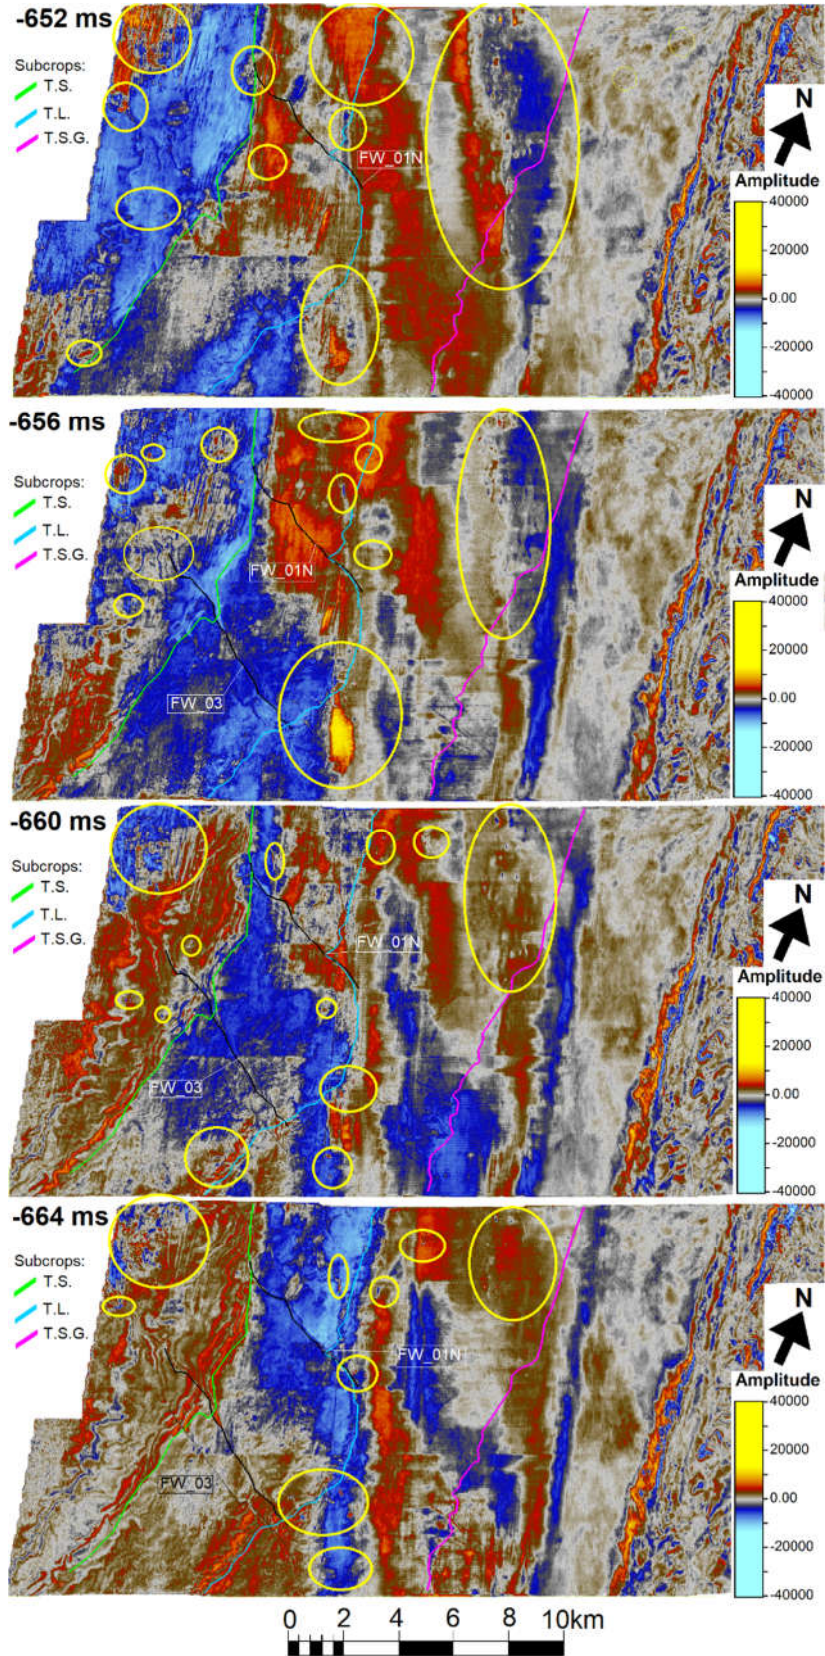 -652 ms
Subcrops:
T.S.
T.L.
T.S.G.
FW_01N
N
Amplitude
40000
20000
0.00
-20000
-40000
-656 ms
Subcrops:
T.S.
T.L.
T.S.G.
FW_01N
FW_03
N
Amplitude
40000
20000
0.00
-20000
-40000
-660 ms
Subcrops:
T.S.
T.L.
T.S.G.
FW_01N
FW_03
N
Amplitude
40000
20000
0.00
-20000
-40000
-664 ms
Subcrops:
T.S.
T.L.
T.S.G.
FW_01N
FW_03
N
Amplitude
40000
20000
0.00
-20000
-40000
0 2 4 6 8 10km